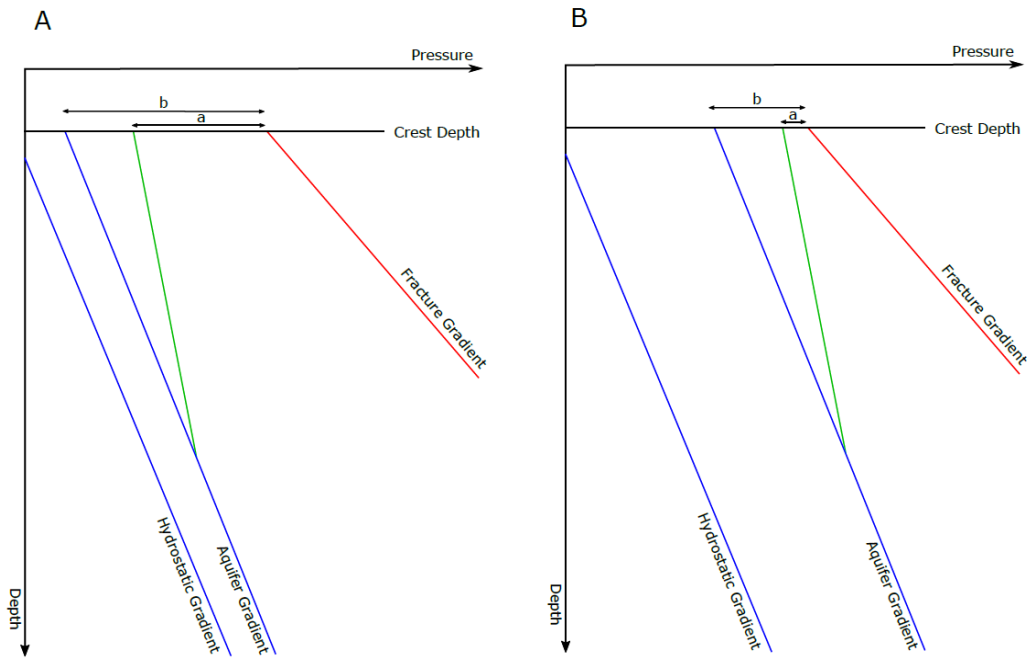 A
Pressure
b
a
Crest Depth
Fracture Gradient
Hydrostatic Gradient
Aquifer Gradient
Depth
B
Pressure
b
a
Crest Depth
Fracture Gradient
Hydrostatic Gradient
Aquifer Gradient
Depth